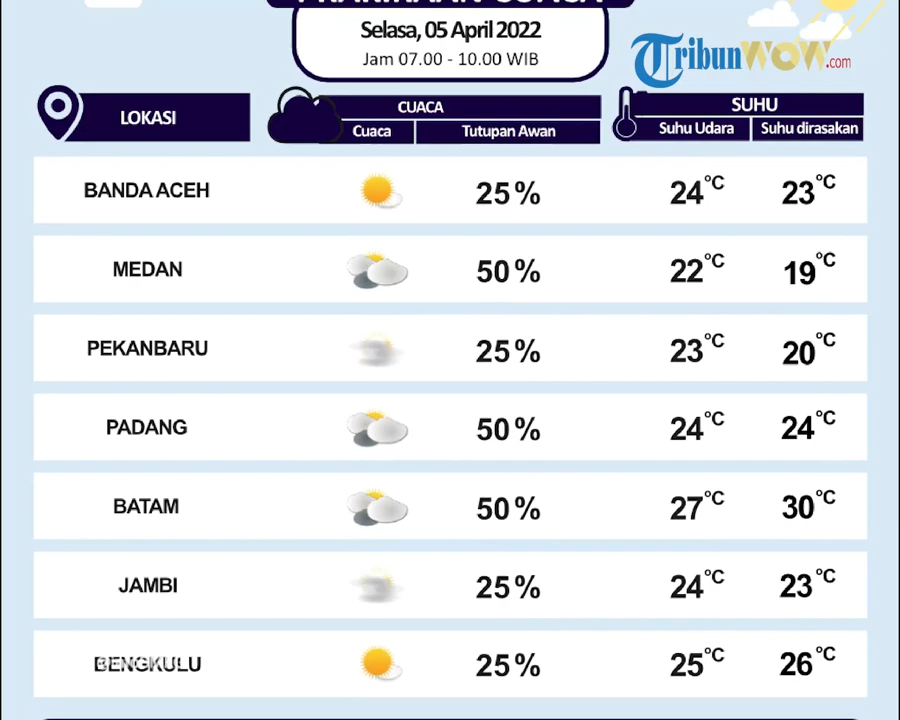 PRAKIRAAN CUACA
Selasa, 05 April 2022
Jam 07.00 - 10.00 WIB
TribunWOW.com
LOKASI CUACA SUHU
Cuaca Tutupan Awan Suhu Udara Suhu dirasakan
BANDA ACEH 25% 24°C 23°C
MEDAN 50% 22°C 19°C
PEKANBARU 25% 23°C 20°C
PADANG 50% 24°C 24°C
BATAM 50% 27°C 30°C
JAMBI 25% 24°C 23°C
BENGKULU 25% 25°C 26°C